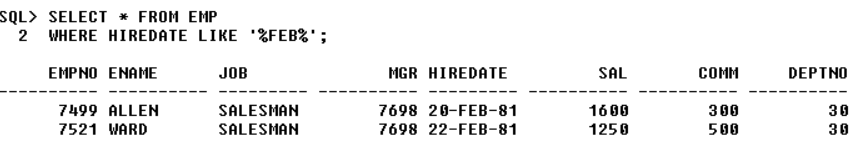 SQL> SELECT * FROM EMP
  2  WHERE HIREDATE LIKE '%FEB%';
     EMPNO ENAME      JOB              MGR HIREDATE         SAL       COMM     DEPTNO
---------- ---------- --------- ---------- --------- ---------- ---------- ----------
      7499 ALLEN      SALESMAN        7698 20-FEB-81       1600        300         30
      7521 WARD       SALESMAN        7698 22-FEB-81       1250        500         30